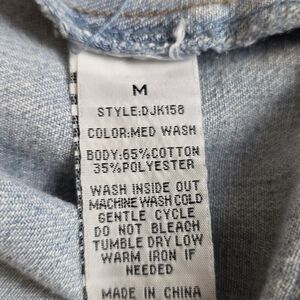 M
STYLE:DJK158
COLOR:MED WASH
BODY:65%COTTON
35%POLYESTER
WASH INSIDE OUT
MACHINE WASH COLD
GENTLE CYCLE
DO NOT BLEACH
TUMBLE DRY LOW
WARM IRON IF
NEEDED
MADE IN CHINA